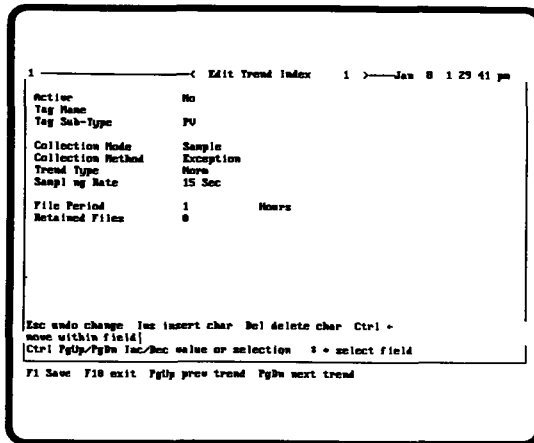 1 < Edit Trend Index 1 > Jan 8 1 29 41 pm
Active No
Tag Name
Tag Sub-Type PV
Collection Mode Sample
Collection Method Exception
Trend Type Norm
Sampl ng Rate 15 Sec
File Period 1 Hours
Retained Files 0
Esc undo change Ins insert char Del delete char Ctrl +
move within field|
Ctrl PgUp/PgDn Inc/Dec value or selection + select field
F1 Save F10 exit PgUp prev trend PgDn next trend